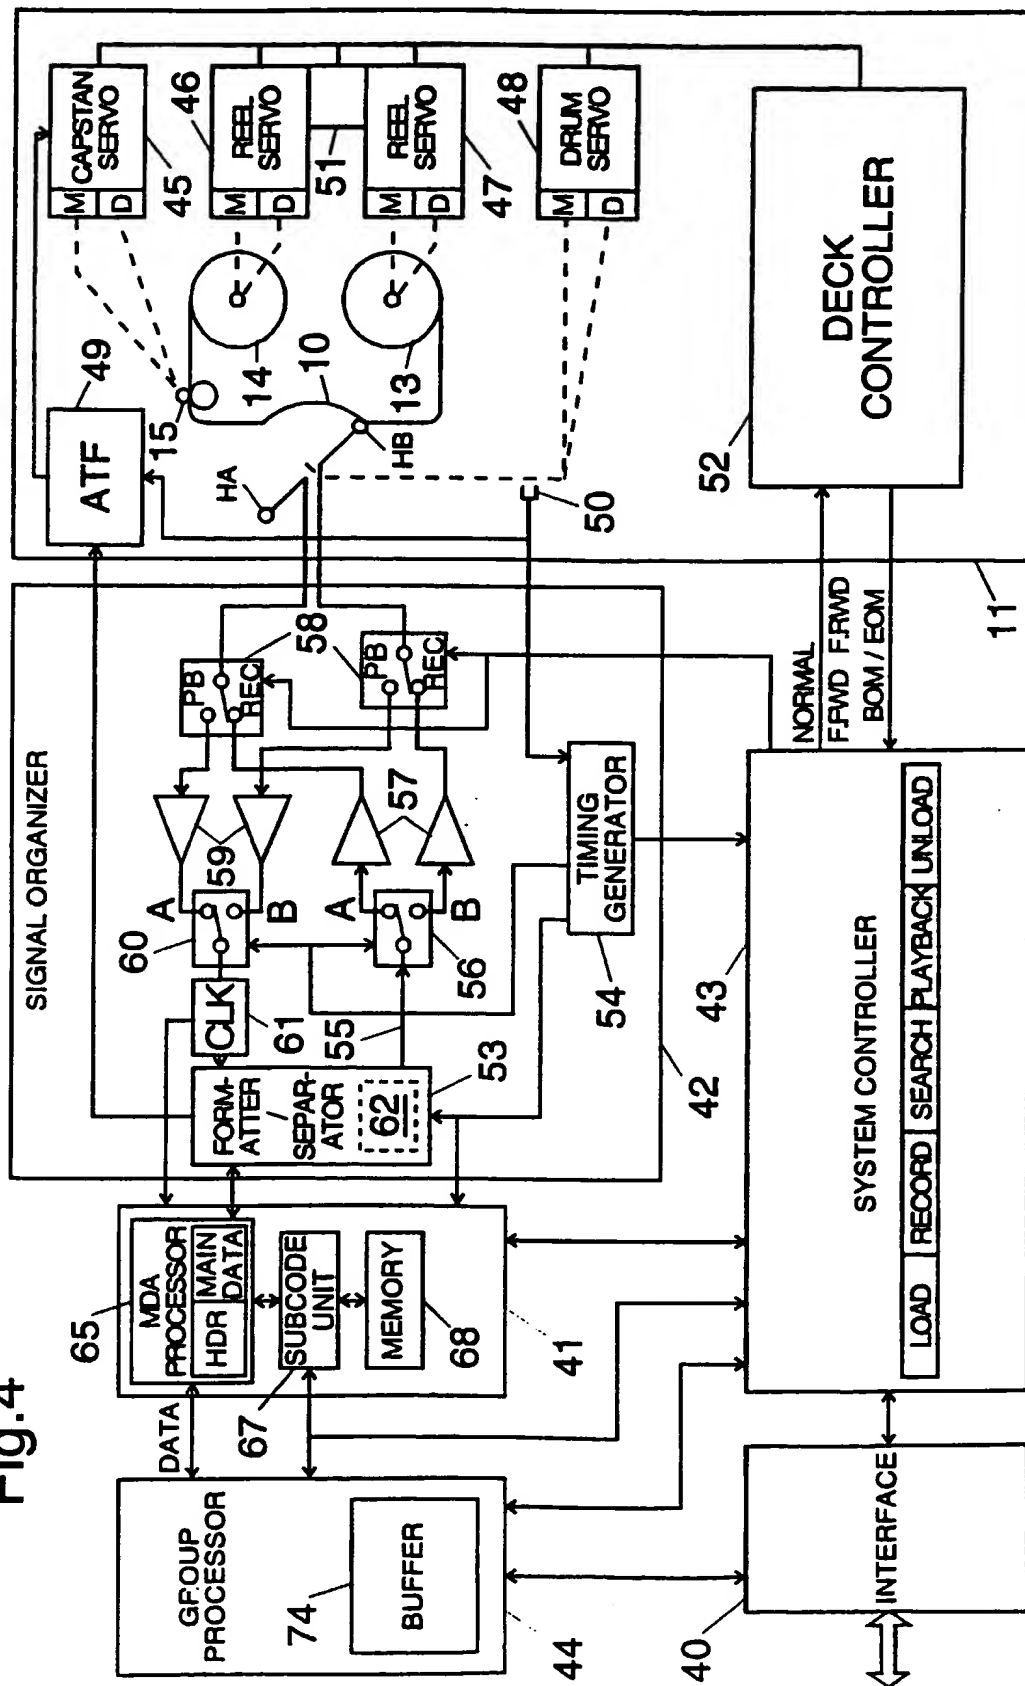 Fig.4
GROUP
PROCESSOR
74
BUFFER
44
DATA
65
MDA
PROCESSOR
HDR
MAIN
DATA
67
SUBCODE
UNIT
MEMORY
68
41
40
INTERFACE
SIGNAL ORGANIZER
FORM-
ATTER
SEPAR-
ATOR
62
53
CLK
61
55
60
A
B
59
A
B
56
57
PB
REC
58
PB
REC
TIMING
GENERATOR
54
42
43
SYSTEM CONTROLLER
LOAD
RECORD
SEARCH
PLAYBACK
UNLOAD
NORMAL
F.FWD F.RWD
BOM / EOM
11
ATF
49
15
14
10
13
HA
HB
50
CAPSTAN
SERVO
M
D
45
REEL
SERVO
M
D
46
51
REEL
SERVO
M
D
47
DRUM
SERVO
M
D
48
52
DECK
CONTROLLER